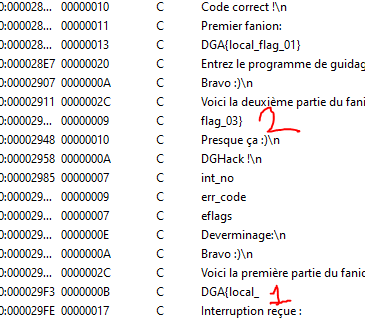 0:000028... 00000010 C Code correct !\n
0:000028... 00000011 C Premier fanion:
0:000028... 00000013 C DGA{local_flag_01}
0:000028E7 00000020 C Entrez le programme de guidag
0:00002907 0000000A C Bravo :)\n
0:00002911 0000002C C Voici la deuxième partie du fani
0:000029... 00000009 C flag_03} 2
0:00002948 00000010 C Presque ça :)\n
0:00002958 0000000A C DGHack !\n
0:00002985 00000007 C int_no
0:000029... 00000009 C err_code
0:000029... 00000007 C eflags
0:000029... 0000000E C Deverminage:\n
0:000029... 0000000A C Bravo :)\n
0:000029... 0000002C C Voici la première partie du fanic
0:000029F3 0000000B C DGA{local_ 1
0:000029FE 00000017 C Interruption reçue :